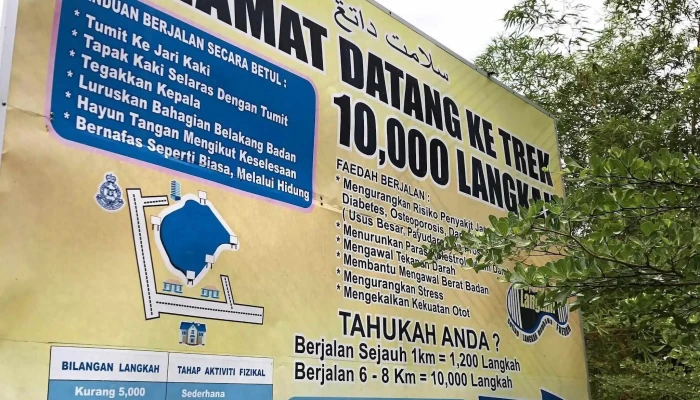 سلامت داتڠ
SELAMAT DATANG KE TREK
10,000 LANGKAH
PANDUAN BERJALAN SECARA BETUL :
* Tumit Ke Jari Kaki
* Tapak Kaki Selaras Dengan Tumit
* Tegakkan Kepala
* Luruskan Bahagian Belakang Badan
* Hayun Tangan Mengikut Keselesaan
* Bernafas Seperti Biasa, Melalui Hidung
FAEDAH BERJALAN :
* Mengurangkan Risiko Penyakit
Diabetes, Osteoporosis,
( Usus Besar,
* Menurunkan Paras
* Mengawal Tekanan Darah
* Membantu Mengawal Berat Badan
* Mengurangkan Stress
* Mengekalkan Kekuatan Otot
TAHUKAH ANDA ?
Berjalan Sejauh 1km = 1,200 Langkah
Berjalan 6 - 8 Km = 10,000 Langkah
BILANGAN LANGKAH TAHAP AKTIVITI FIZIKAL
Kurang 5,000 Sederhana